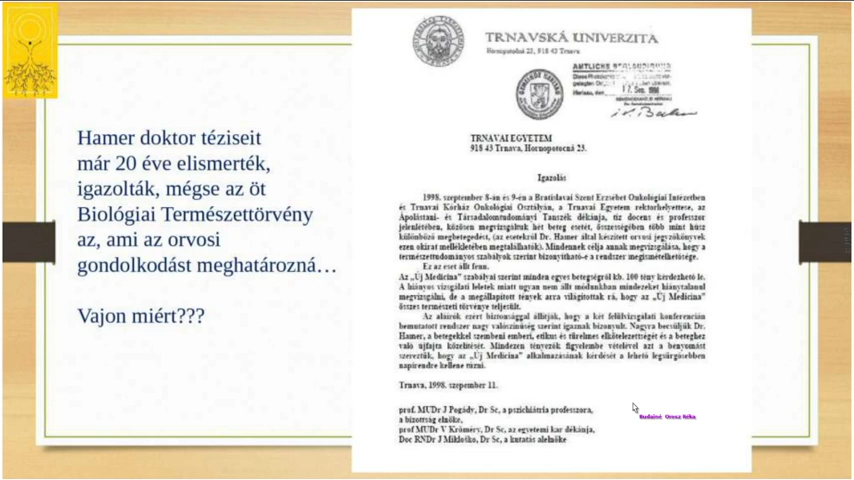 Hamer doktor téziseit
már 20 éve elismerték,
igazolták, mégse az öt
Biológiai Természettörvény
az, ami az orvosi
gondolkodást meghatározná…
Vajon miért???
TRNAVSKÁ UNIVERZITA
Hornopotočná 23, 918 43 Trnava
17. Sep. 1998
TRNAVAI EGYETEM
918 43 Trnava, Hornopotocná 23.
Igazolás
1998. szeptember 8-án és 9-én a Bratislavai Szent Erzsébet Onkológiai Intézetben
és Trnavai Kórház Onkológiai Osztályán, a Trnavai Egyetem rektorhelyettese, az
Ápolástani- és Társadalomtudományi Tanszék dékánja, tíz docens és professor
jelenlétében, közösen megvizsgáltuk hét beteg esetét, összességében több mint húsz
különböző megbetegedést, (az esetekről Dr. Hamer által készített orvosi jegyzőkönyvek
ezen okirat mellékletében megtalálhatók). Mindennek célja annak megvizsgálása, hogy a
természettudományos szabályok szerint bizonyítható-e a rendszer megismételhetősége.
Ez az eset állt fenn.
Az „Új Medicina” szabályai szerint minden egyes betegségről kb. 100 tény kérdezhető le.
A hiányos vizsgálati leletek miatt ugyan nem állt módunkban mindezeket hiánytalanul
megvizsgálni, de a megállapított tények arra világítottak rá, hogy az „Új Medicina”
összes természeti törvénye teljesült.
Az aláírók ezért biztonsággal állítják, hogy a két felülvizsgálati konferencián
bemutatott rendszer nagy valószínűség szerint igaznak bizonyult. Nagyra becsüljük Dr.
Hamer, a betegekkel szembeni emberi, etikus és türelmes elkötelezettségét és a beteghez
való újfajta közelítését. Mindezen tényezők figyelembe vételével azt a benyomást
szereztük, hogy az „Új Medicina” alkalmazásának kérdését a lehető legsürgősebben
napirendre kellene tűzni.
Trnava, 1998. szepember 11.
prof. MUDr J Pogády, Dr Sc, a pszichiátria professzora,
a bizottság elnöke,
prof MUDr V Krčméry, Dr Sc, az egyetemi kar dékánja,
Doc RNDr J Mikloško, Dr Sc, a kutatás alelnöke
Budainé Orosz Réka